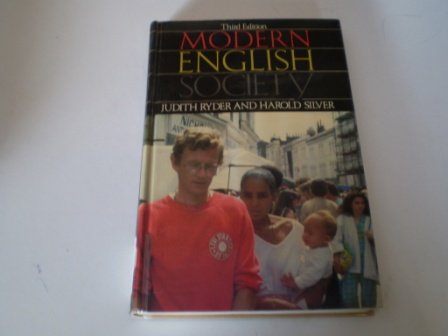 Third Edition
MODERN
ENGLISH
SOCIETY
JUDITH RYDER AND HAROLD SILVER